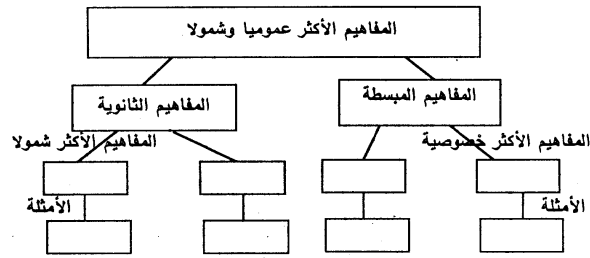 المفاهيم الأكثر عموميا وشمولا
المفاهيم المبسطة
المفاهيم الثانوية
المفاهيم الأكثر خصوصية
المفاهيم الأكثر شمولا
الأمثلة
الأمثلة